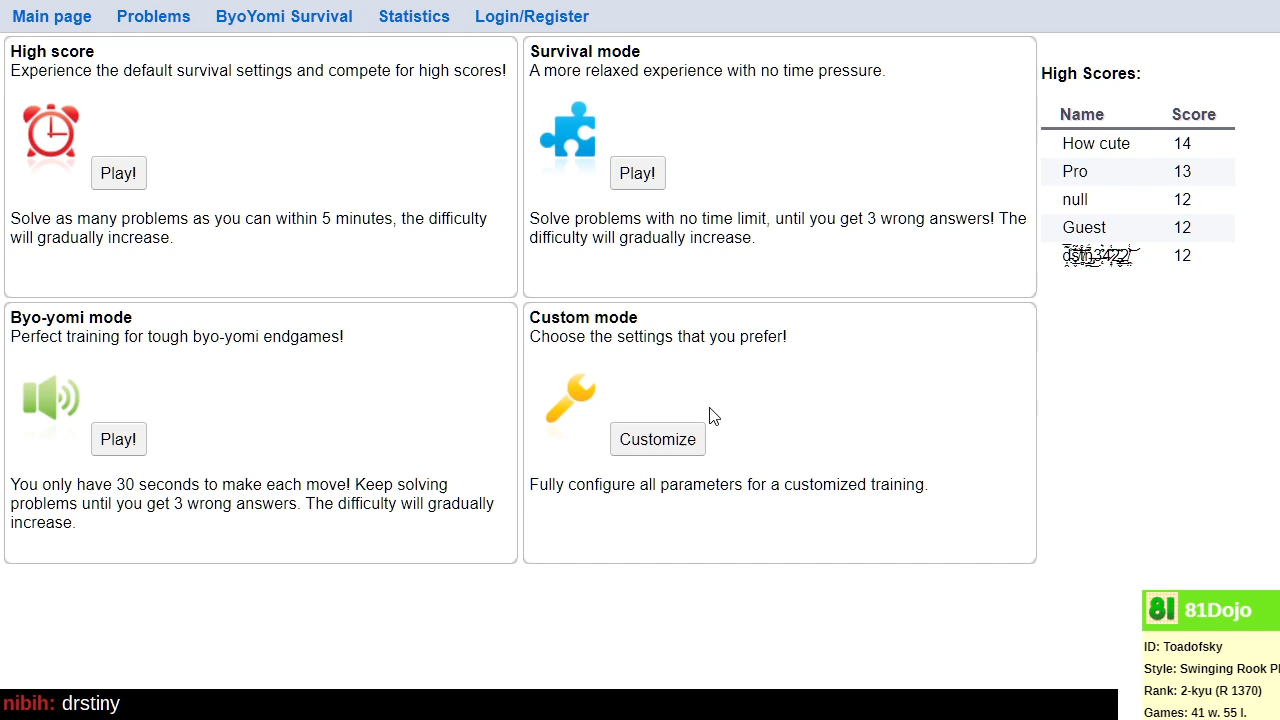 Main page Problems ByoYomi Survival Statistics Login/Register
High score
Experience the default survival settings and compete for high scores!
Play!
Solve as many problems as you can within 5 minutes, the difficulty
will gradually increase.
Survival mode
A more relaxed experience with no time pressure.
Play!
Solve problems with no time limit, until you get 3 wrong answers! The
difficulty will gradually increase.
High Scores:
Name Score
How cute 14
Pro 13
null 12
Guest 12
12
Byo-yomi mode
Perfect training for tough byo-yomi endgames!
Play!
You only have 30 seconds to make each move! Keep solving
problems until you get 3 wrong answers. The difficulty will gradually
increase.
Custom mode
Choose the settings that you prefer!
Customize
Fully configure all parameters for a customized training.
81 81Dojo
ID: Toadofsky
Style: Swinging Rook
Rank: 2-kyu (R 1370)
Games: 41 w. 55 l.
nibih: drstiny